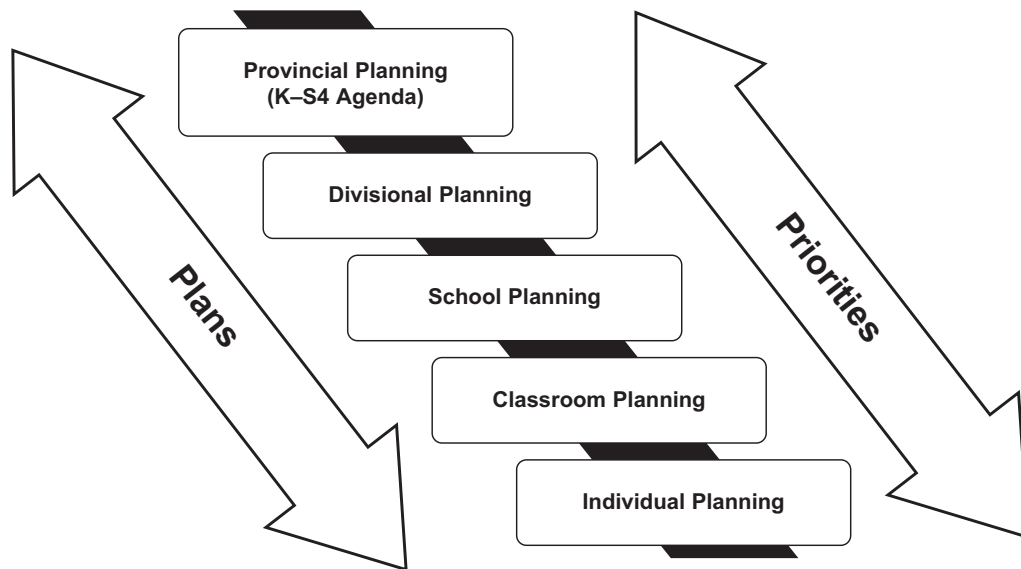 Provincial Planning
(K–S4 Agenda)
Divisional Planning
School Planning
Classroom Planning
Individual Planning
Plans
Priorities